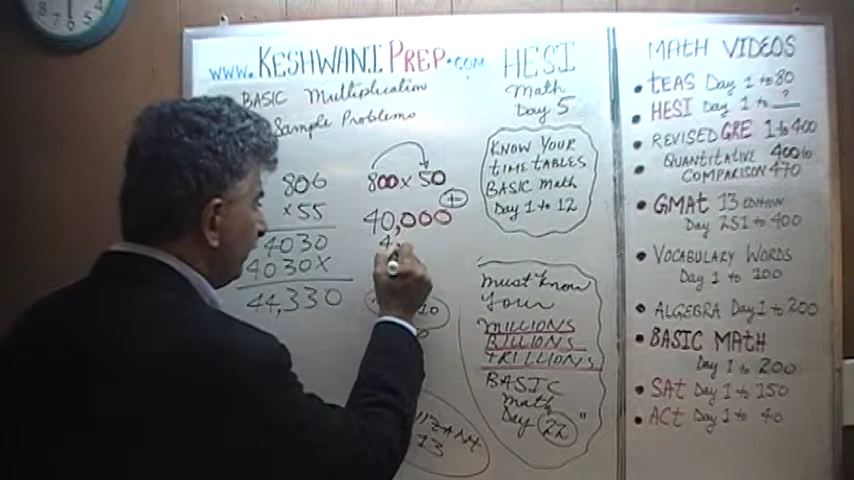 www.KESHWANI PREP.com
BASIC Multiplication
Sample Problems
806
x 55
4030
4030X
44,330
800 x 50
+
40,000
4
HESI
Math
Day 5
KNOW YOUR
TIME TABLES
BASIC Math
Day 1 to 12
Must Know
Your
MILLIONS
BILLIONS
TRILLIONS
BASIC
Math
Day 22
13
MATH VIDEOS
• TEAS Day 1 to 80
• HESI Day 1 to ?
• REVISED GRE 1 to 400
• QUANTITATIVE 400 to
COMPARISON 470
• GMAT 13 EDITION
Day 251 to 400
• VOCABULARY WORDS
Day 1 to 100
• ALGEBRA Day 1 to 200
• BASIC MATH
Day 1 to 200
• SAT Day 1 to 150
• ACT Day 1 to 40